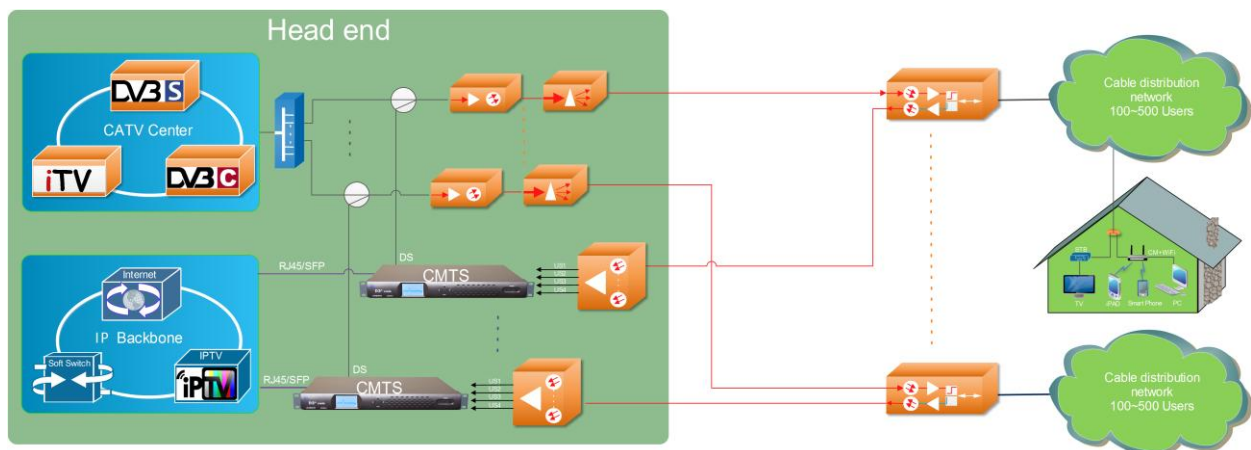 Head end
DVB S
CATV Center
iTV
DVB C
Internet
IP Backbone
Soft Switch
IPTV
iPTV
RJ45/SFP
DS
CMTS
US1
US2
US3
US4
RJ45/SFP
DS
CMTS
US1
US2
US3
US4
Cable distribution
network
100~500 Users
STB
CM+WIFI
TV
iPAD
Smart Phone
PC
Cable distribution
network
100~500 Users